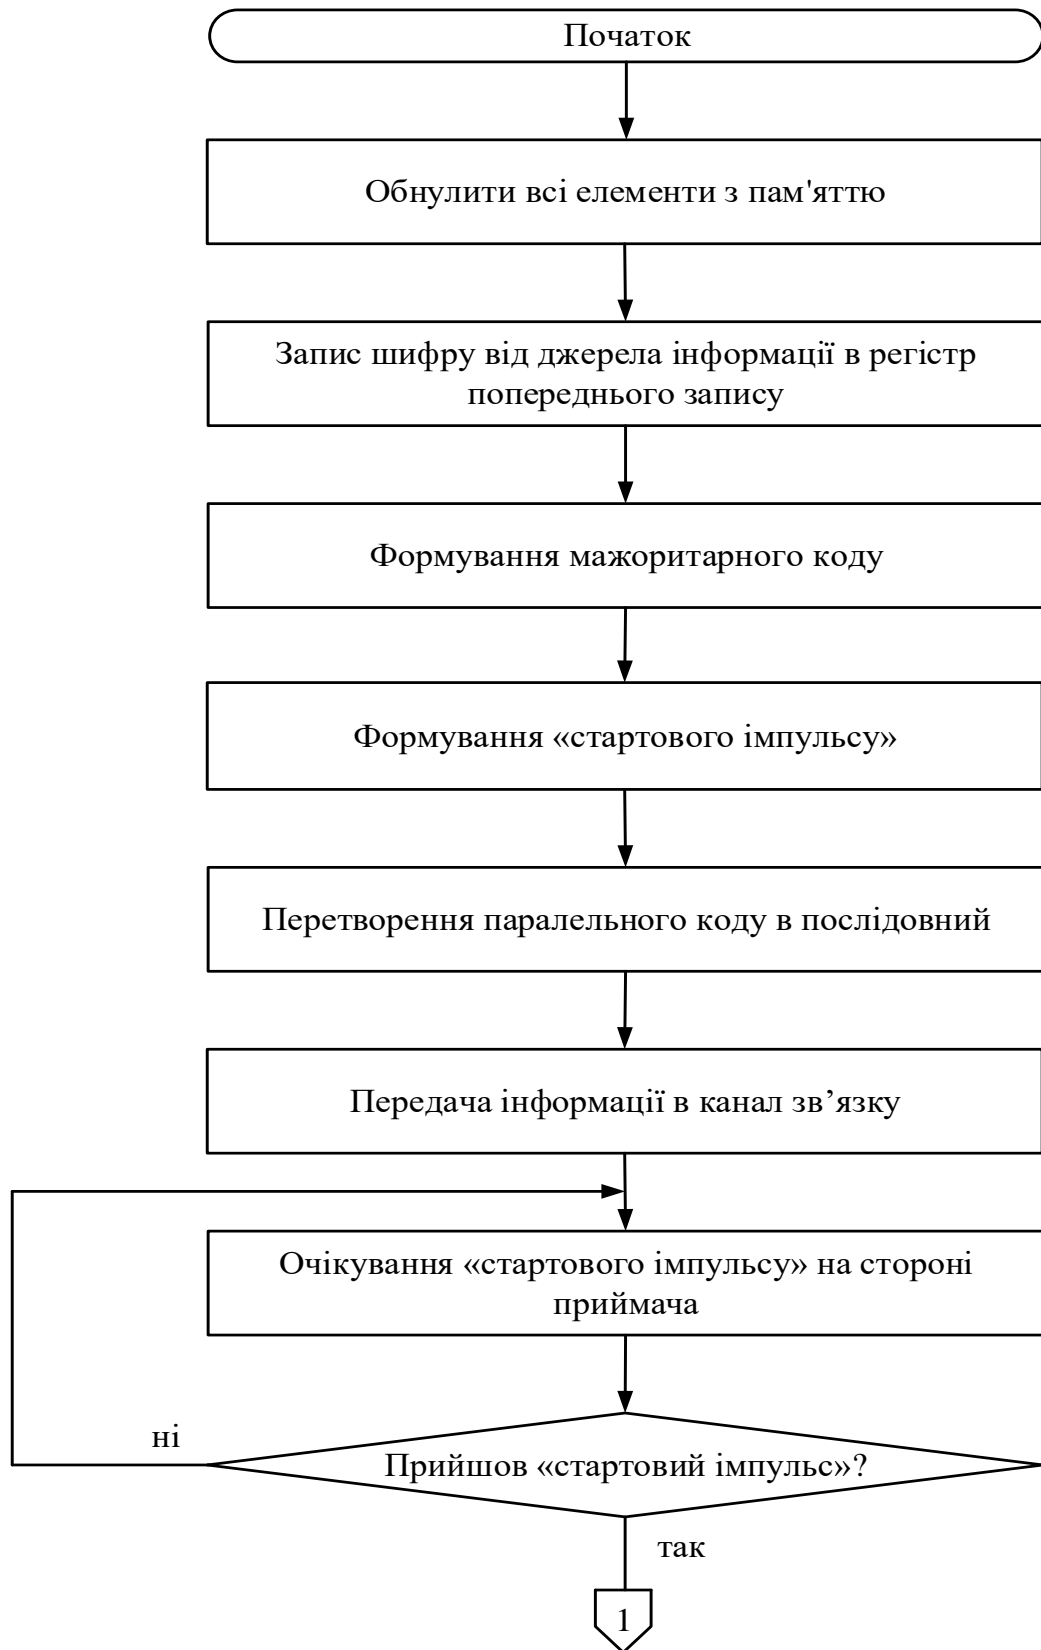 Початок
Обнулити всі елементи з пам'яттю
Запис шифру від джерела інформації в регістр
попереднього запису
Формування мажоритарного коду
Формування «стартового імпульсу»
Перетворення паралельного коду в послідовний
Передача інформації в канал зв’язку
Очікування «стартового імпульсу» на стороні
приймача
ні
Прийшов «стартовий імпульс»?
так
1